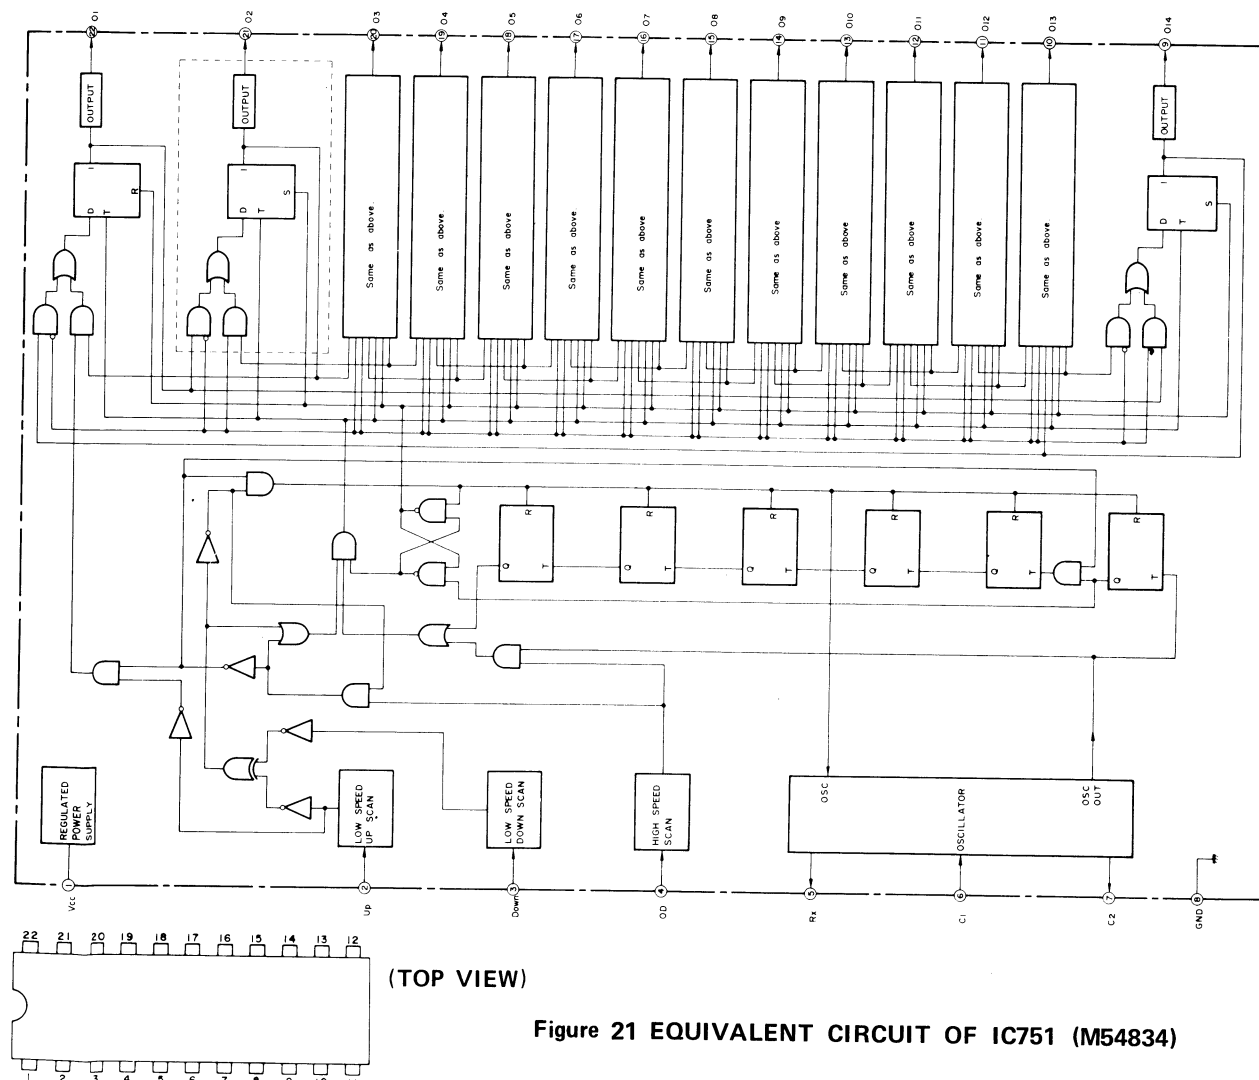 22 O1
21 O2
20 O3
19 O4
18 O5
17 O6
16 O7
15 O8
14 O9
13 O10
12 O11
11 O12
10 O13
9 O14
OUTPUT
OUTPUT
OUTPUT
I
R
D
T
I
S
D
T
I
S
D
T
Same as above.
Same as above.
Same as above.
Same as above.
Same as above.
Same as above.
Same as above.
Same as above.
Same as above.
Same as above.
Same as above.
R
Q
T
R
Q
T
R
Q
T
R
Q
T
R
Q
T
R
Q
T
REGULATED
POWER
SUPPLY
LOW SPEED
UP SCAN
LOW SPEED
DOWN SCAN
HIGH SPEED
SCAN
OSC
OSCILLATOR
OSC
OUT
1
Vcc
2
Up
3
Down
4
OD
5
Rx
6
C1
7
C2
8
GND
22 21 20 19 18 17 16 15 14 13 12
(TOP VIEW)
1 2 3 4 5 6 7 8 9 10 11
Figure 21 EQUIVALENT CIRCUIT OF IC751 (M54834)